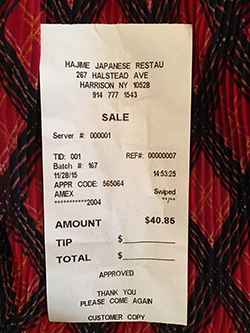 HAJIME JAPANESE RESTAU
267 HALSTEAD AVE
HARRISON NY 10528
914 777 1543
SALE
Server #: 000001
TID: 001 REF#: 00000007
Batch #: 167
11/28/15 14:53:25
APPR CODE: 565064
AMEX Swiped
***********2004 **/**
AMOUNT $40.85
TIP $
TOTAL $
APPROVED
THANK YOU
PLEASE COME AGAIN
CUSTOMER COPY